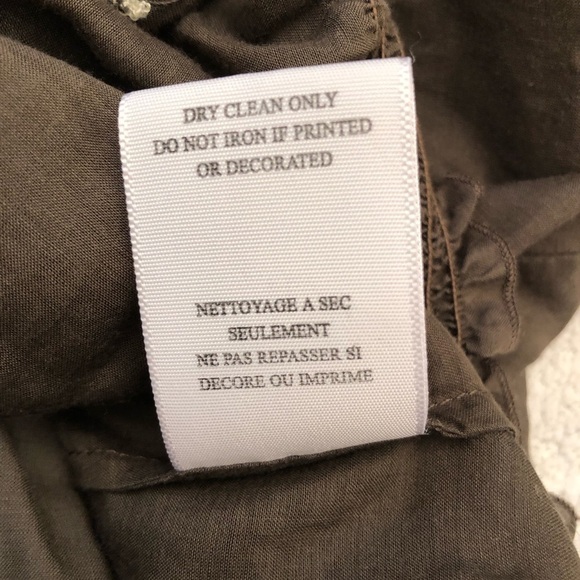 DRY CLEAN ONLY
DO NOT IRON IF PRINTED
OR DECORATED
NETTOYAGE A SEC
SEULEMENT
NE PAS REPASSER SI
DECORE OU IMPRIME